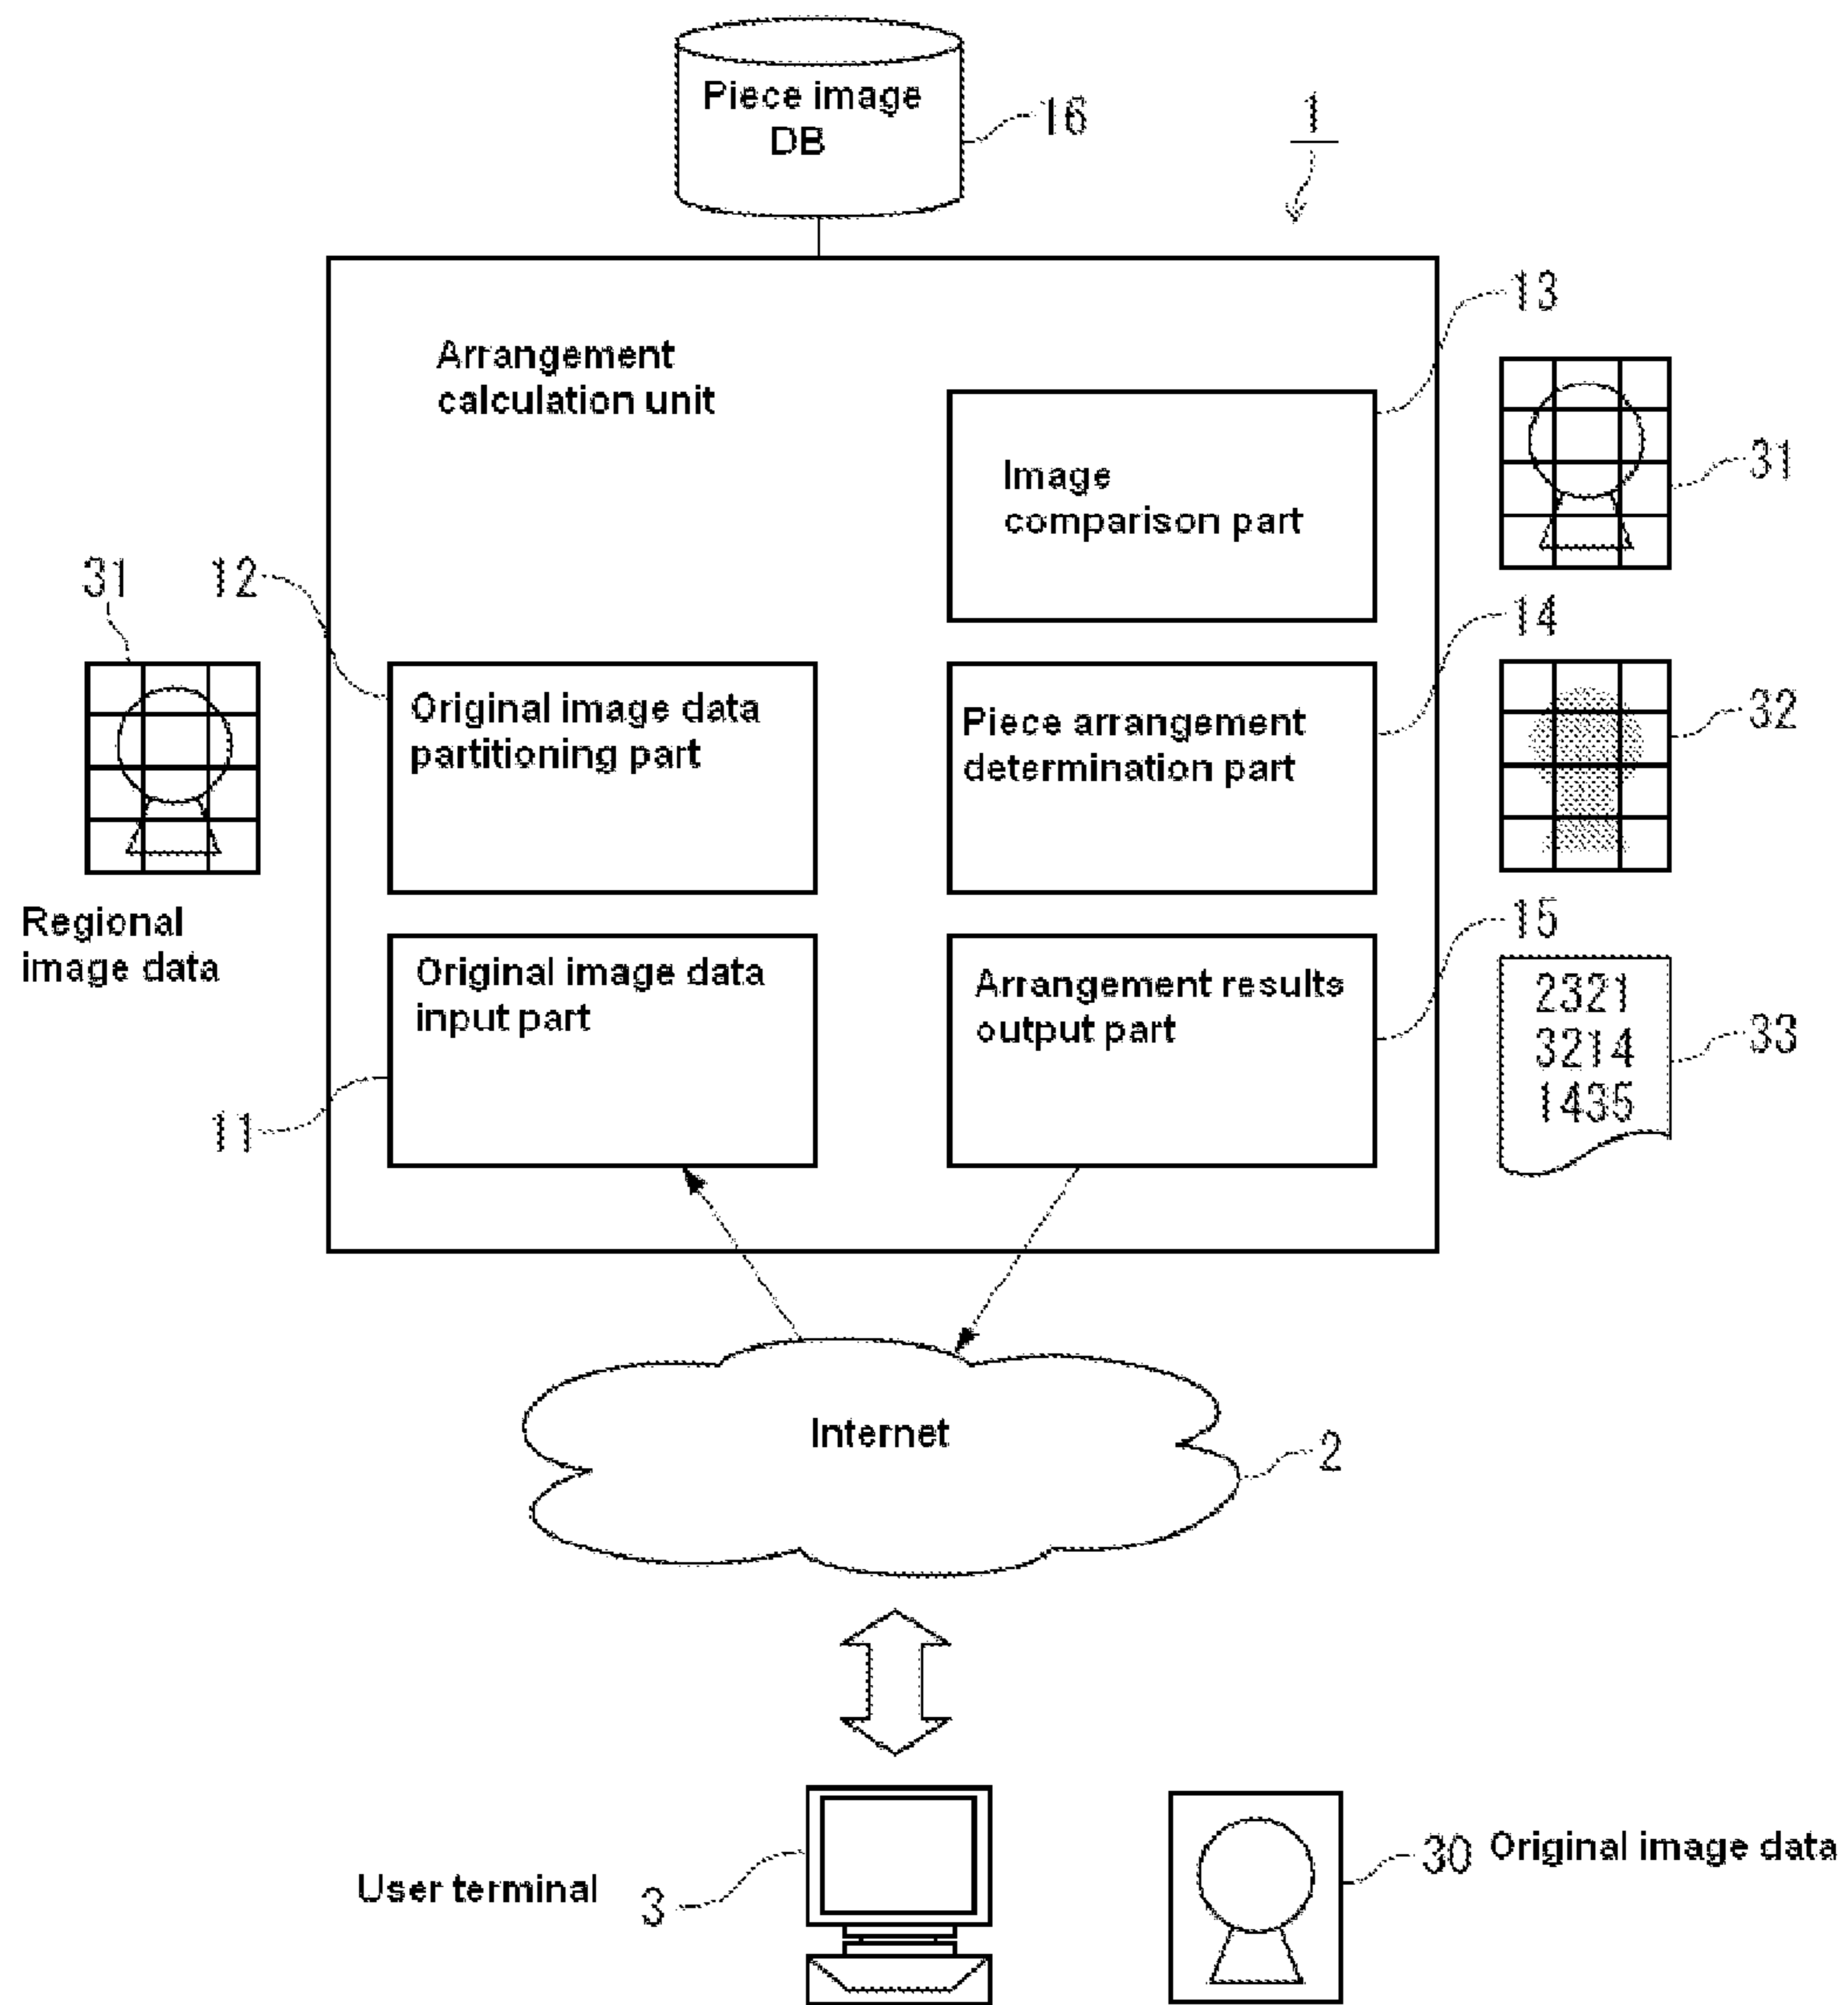 Piece image
DB
16
1
Arrangement
calculation unit
13
Image
comparison part
31
12
31
14
Original image data
partitioning part
Piece arrangement
determination part
32
Regional
image data
15
Original image data
input part
Arrangement results
output part
2321
3214
1435
33
11
Internet
2
User terminal
3
30
Original image data